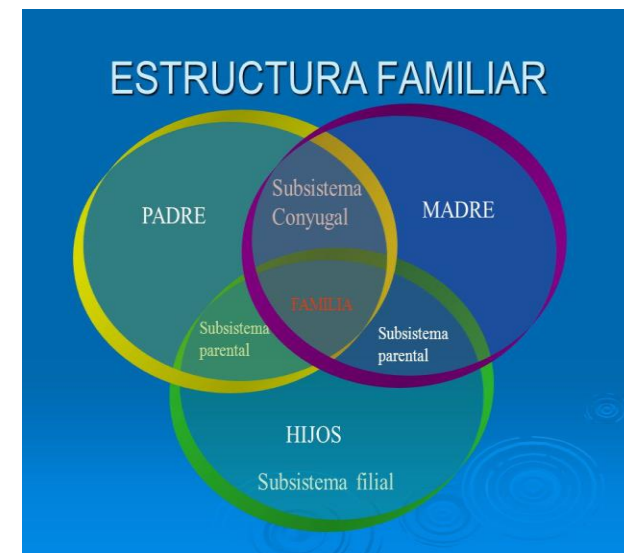 ESTRUCTURA FAMILIAR
PADRE
Subsistema
Conyugal
MADRE
FAMILIA
Subsistema
parental
Subsistema
parental
HIJOS
Subsistema filial